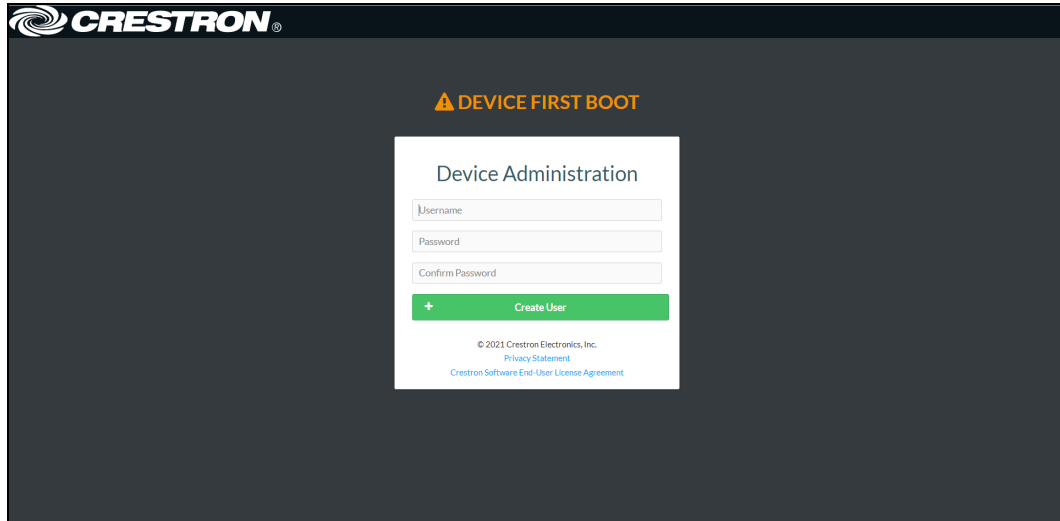 CRESTRON®
DEVICE FIRST BOOT
Device Administration
Username
Password
Confirm Password
+ Create User
© 2021 Crestron Electronics, Inc.
Privacy Statement
Crestron Software End-User License Agreement